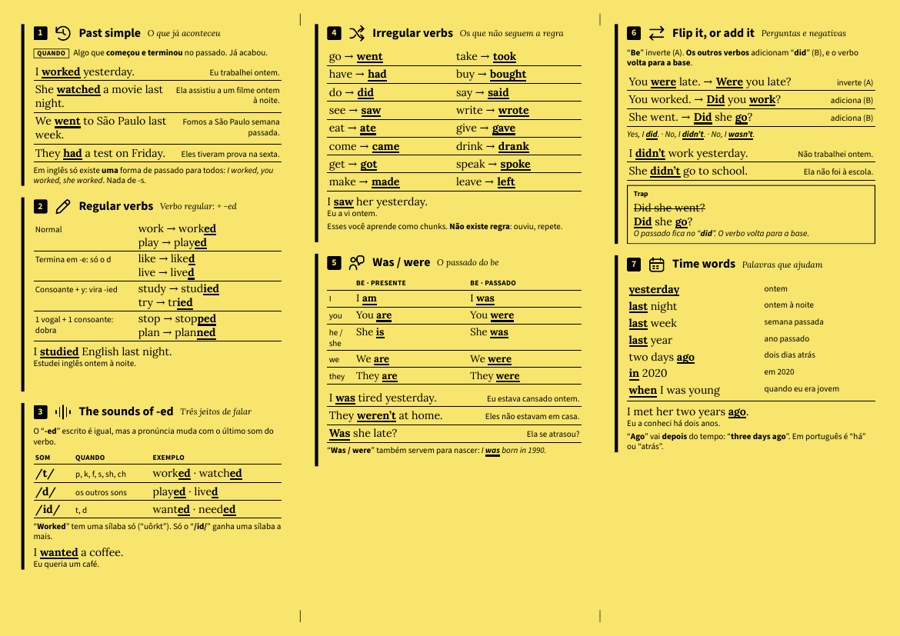 1 Past simple O que já aconteceu
QUANDO Algo que começou e terminou no passado. Já acabou.
I worked yesterday. Eu trabalhei ontem.
She watched a movie last Ela assistiu a um filme ontem
night. à noite.
We went to São Paulo last Fomos a São Paulo semana
week. passada.
They had a test on Friday. Eles tiveram prova na sexta.
Em inglês só existe uma forma de passado para todos: I worked, you
worked, she worked. Nada de -s.
2 Regular verbs Verbo regular: + -ed
Normal work → worked
play → played
Termina em -e: só o d like → liked
live → lived
Consoante + y: vira -ied study → studied
try → tried
1 vogal + 1 consoante: stop → stopped
dobra plan → planned
I studied English last night.
Estudei inglês ontem à noite.
3 The sounds of -ed Três jeitos de falar
O “-ed” escrito é igual, mas a pronúncia muda com o último som do
verbo.
SOM QUANDO EXEMPLO
/t/ p, k, f, s, sh, ch worked · watched
/d/ os outros sons played · lived
/id/ t, d wanted · needed
“Worked” tem uma sílaba só (“uôrkt”). Só o “/id/” ganha uma sílaba a
mais.
I wanted a coffee.
Eu queria um café.
4 Irregular verbs Os que não seguem a regra
go → went take → took
have → had buy → bought
do → did say → said
see → saw write → wrote
eat → ate give → gave
come → came drink → drank
get → got speak → spoke
make → made leave → left
I saw her yesterday.
Eu a vi ontem.
Esses você aprende como chunks. Não existe regra: ouviu, repete.
5 Was / were O passado do be
BE · PRESENTE BE · PASSADO
I I am I was
you You are You were
he / She is She was
she
we We are We were
they They are They were
I was tired yesterday. Eu estava cansado ontem.
They weren’t at home. Eles não estavam em casa.
Was she late? Ela se atrasou?
“Was / were” também servem para nascer: I was born in 1990.
6 Flip it, or add it Perguntas e negativas
“Be” inverte (A). Os outros verbos adicionam “did” (B), e o verbo
volta para a base.
You were late. → Were you late? inverte (A)
You worked. → Did you work? adiciona (B)
She went. → Did she go? adiciona (B)
Yes, I did. · No, I didn’t. · No, I wasn’t.
I didn’t work yesterday. Não trabalhei ontem.
She didn’t go to school. Ela não foi à escola.
Trap
Did she went?
Did she go?
O passado fica no “did”. O verbo volta para a base.
7 Time words Palavras que ajudam
yesterday ontem
last night ontem à noite
last week semana passada
last year ano passado
two days ago dois dias atrás
in 2020 em 2020
when I was young quando eu era jovem
I met her two years ago.
Eu a conheci há dois anos.
“Ago” vai depois do tempo: “three days ago”. Em português é “há”
ou “atrás”.